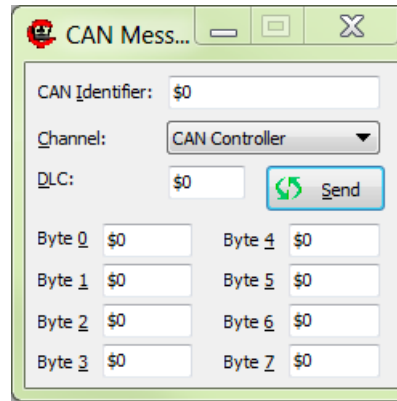 CAN Mess...
CAN Identifier: $0
Channel: CAN Controller
DLC: $0 Send
Byte 0 $0 Byte 4 $0
Byte 1 $0 Byte 5 $0
Byte 2 $0 Byte 6 $0
Byte 3 $0 Byte 7 $0